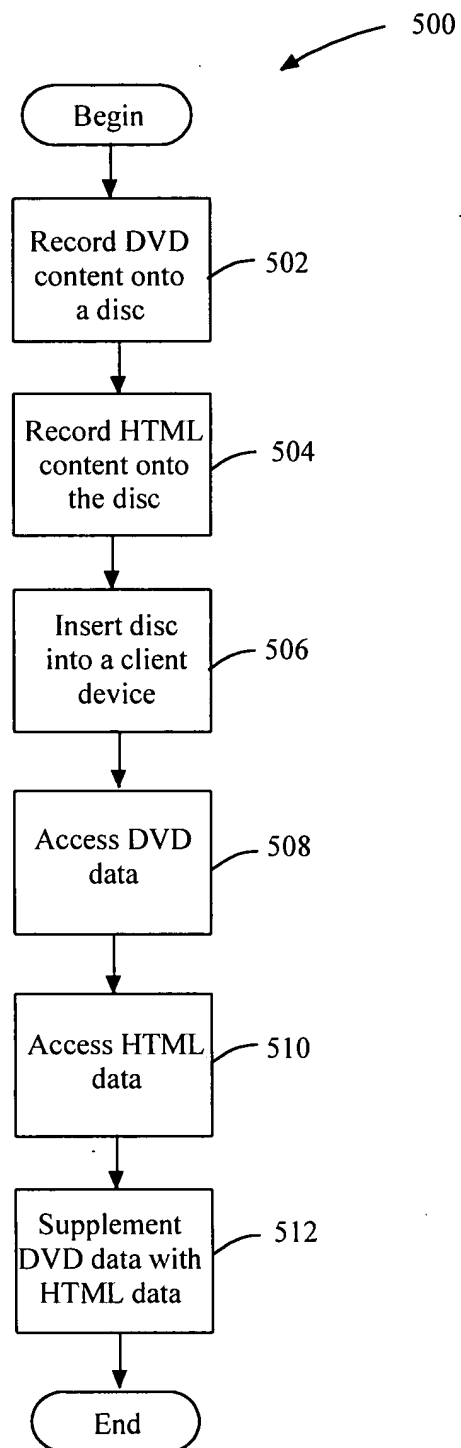 500
Begin
Record DVD
content onto
a disc
502
Record HTML
content onto
the disc
504
Insert disc
into a client
device
506
Access DVD
data
508
Access HTML
data
510
Supplement
DVD data with
HTML data
512
End